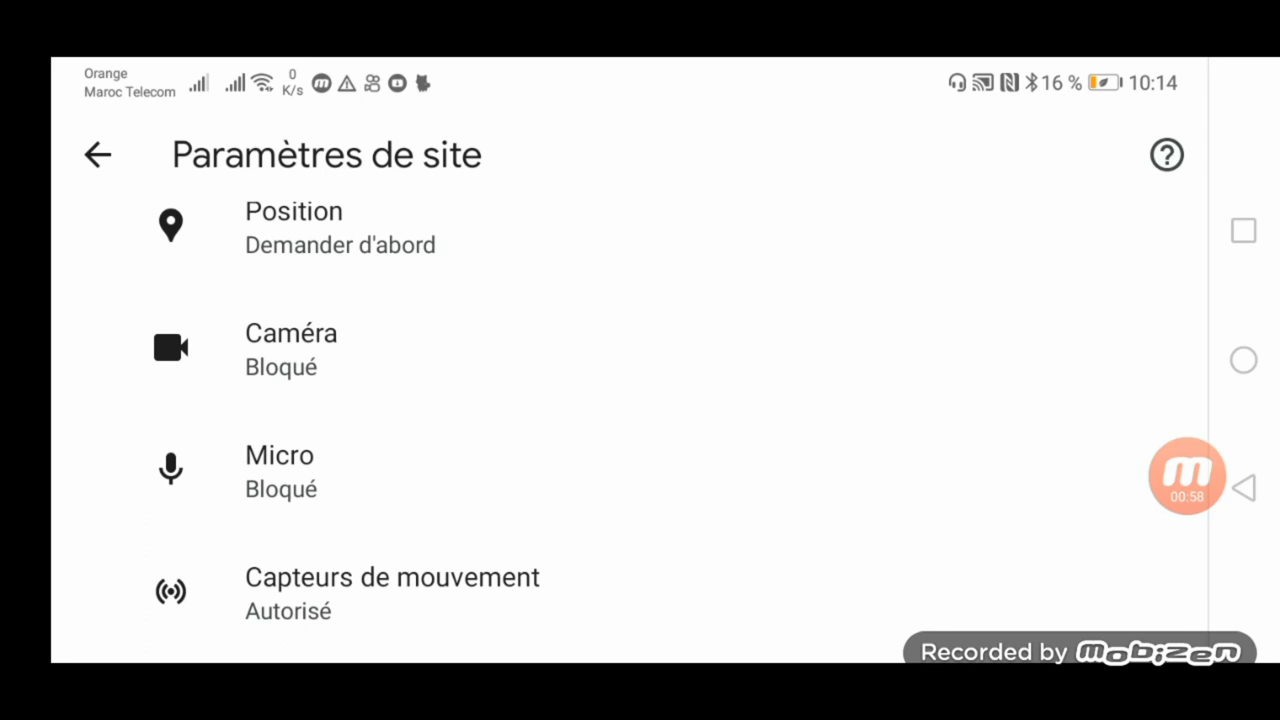 Orange
Maroc Telecom
0
K/s
16 %
10:14
Paramètres de site
Position
Demander d'abord
Caméra
Bloqué
Micro
Bloqué
00:58
Capteurs de mouvement
Autorisé
Recorded by mobizen